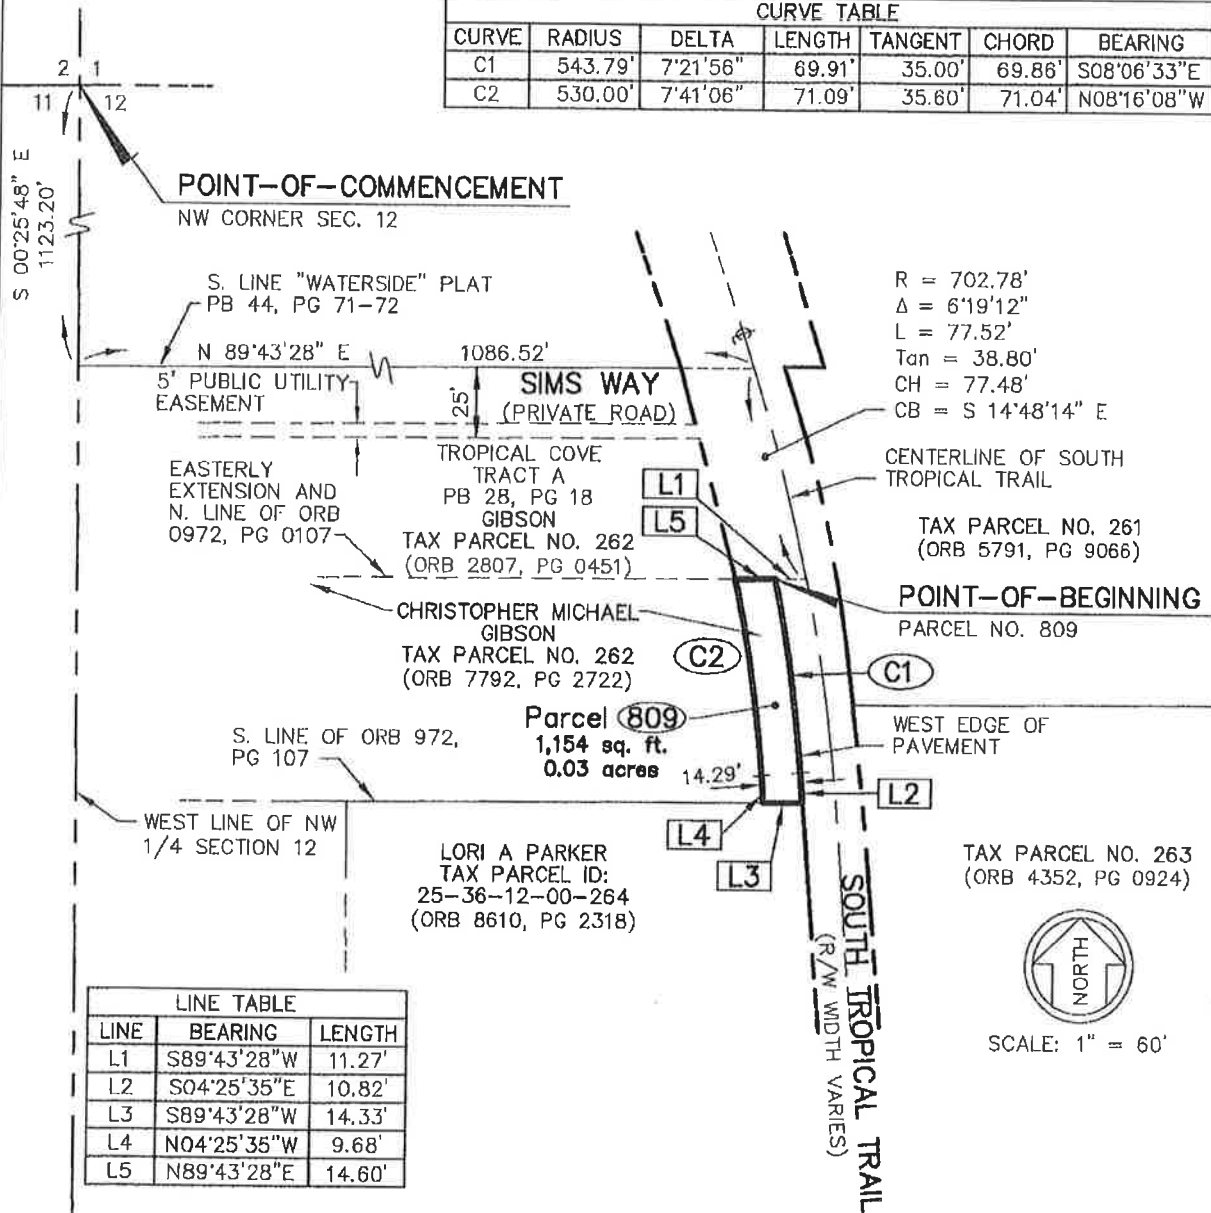 CURVE TABLE
CURVE RADIUS DELTA LENGTH TANGENT CHORD BEARING
C1 543.79' 7°21'56" 69.91' 35.00' 69.86' S08°06'33"E
C2 530.00' 7°41'06" 71.09' 35.60' 71.04' N08°16'08"W
2 1
11 12
S 00°25'48" E
1123.20'
POINT-OF-COMMENCEMENT
NW CORNER SEC. 12
S. LINE "WATERSIDE" PLAT
PB 44, PG 71-72
N 89°43'28" E 1086.52'
5' PUBLIC UTILITY
EASEMENT
25'
SIMS WAY
(PRIVATE ROAD)
R = 702.78'
Δ = 6°19'12"
L = 77.52'
Tan = 38.80'
CH = 77.48'
CB = S 14°48'14" E
CENTERLINE OF SOUTH
TROPICAL TRAIL
EASTERLY
EXTENSION AND
N. LINE OF ORB
0972, PG 0107
TROPICAL COVE
TRACT A
PB 28, PG 18
GIBSON
TAX PARCEL NO. 262
(ORB 2807, PG 0451)
L1
L5
TAX PARCEL NO. 261
(ORB 5791, PG 9066)
POINT-OF-BEGINNING
PARCEL NO. 809
CHRISTOPHER MICHAEL
GIBSON
TAX PARCEL NO. 262
(ORB 7792, PG 2722)
C2
C1
Parcel 809
1,154 sq. ft.
0.03 acres
14.29'
WEST EDGE OF
PAVEMENT
S. LINE OF ORB 972,
PG 107
L2
L4
L3
WEST LINE OF NW
1/4 SECTION 12
LORI A PARKER
TAX PARCEL ID:
25-36-12-00-264
(ORB 8610, PG 2318)
TAX PARCEL NO. 263
(ORB 4352, PG 0924)
SOUTH TROPICAL TRAIL
(R/W WIDTH VARIES)
NORTH
SCALE: 1" = 60'
LINE TABLE
LINE BEARING LENGTH
L1 S89°43'28"W 11.27'
L2 S04°25'35"E 10.82'
L3 S89°43'28"W 14.33'
L4 N04°25'35"W 9.68'
L5 N89°43'28"E 14.60'